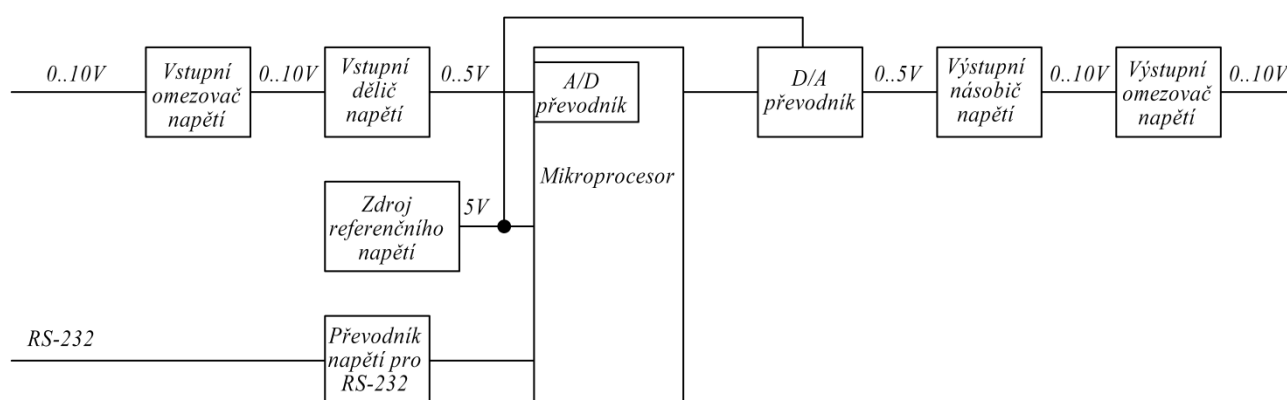 0..10V
Vstupní
omezovač
napětí
0..10V
Vstupní
dělič
napětí
0..5V
A/D
převodník
Mikroprocesor
D/A
převodník
0..5V
Výstupní
násobič
napětí
0..10V
Výstupní
omezovač
napětí
0..10V
Zdroj
referenčního
napětí
5V
RS-232
Převodník
napětí pro
RS-232